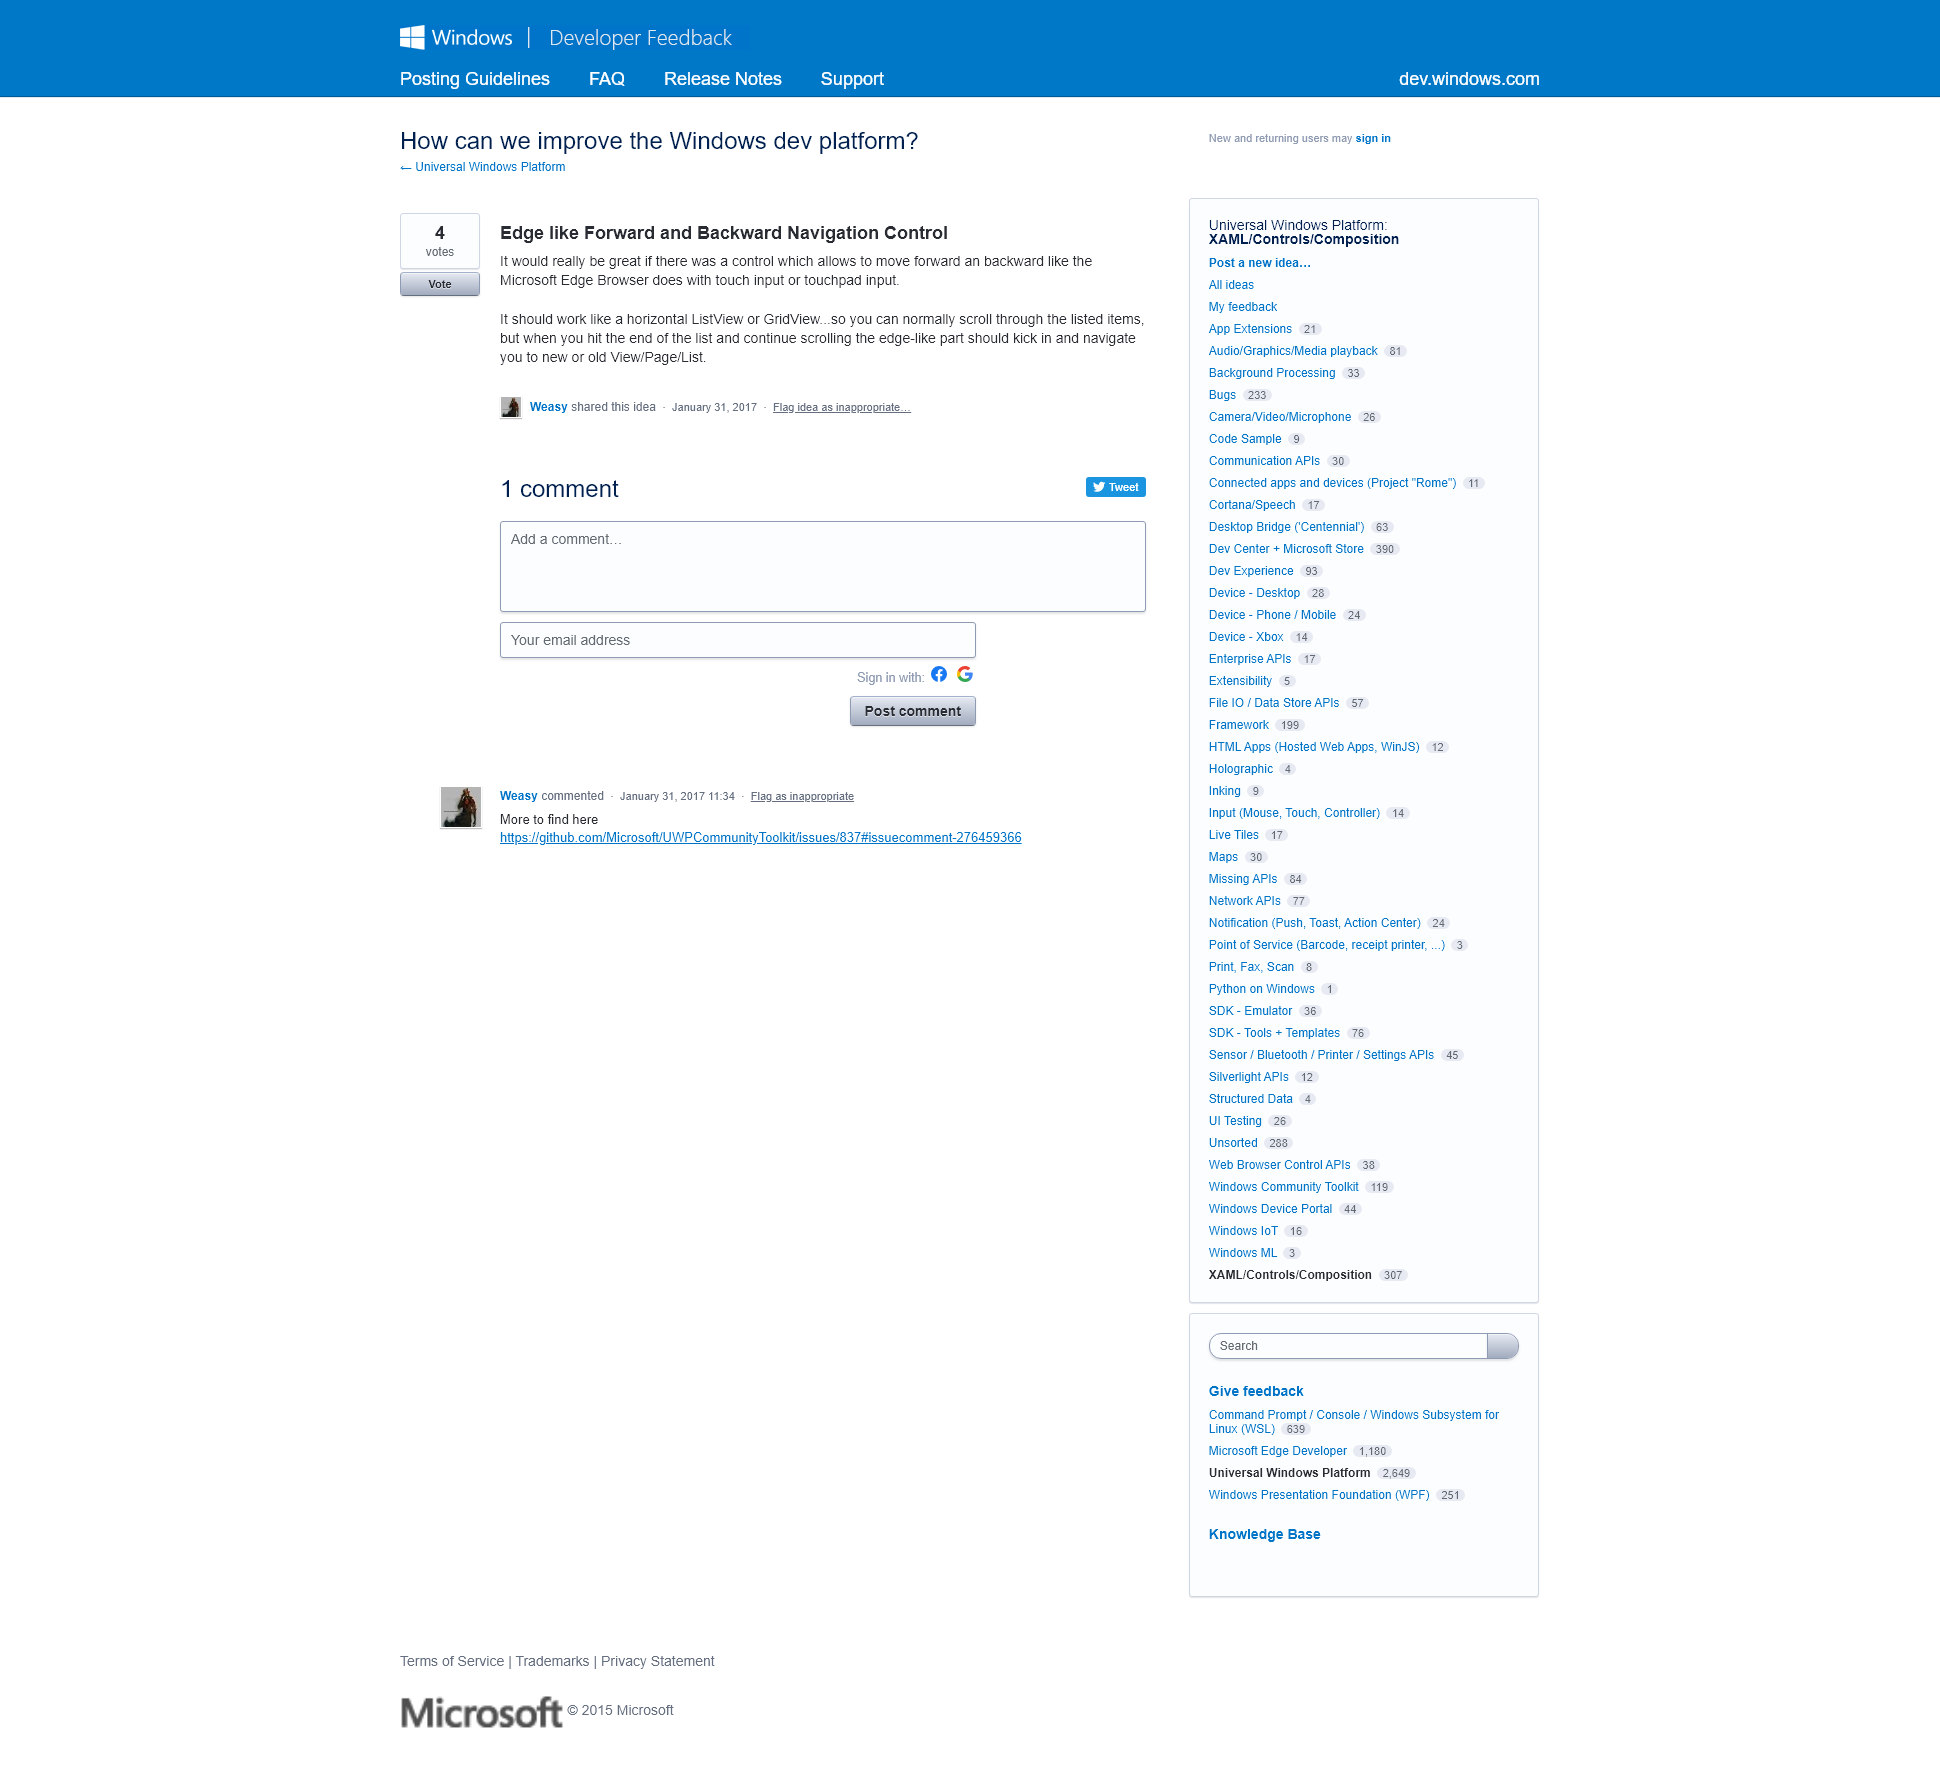 Windows | Developer Feedback
Posting Guidelines FAQ Release Notes Support dev.windows.com
How can we improve the Windows dev platform?
← Universal Windows Platform
New and returning users may sign in
4
votes
Vote
Edge like Forward and Backward Navigation Control
It would really be great if there was a control which allows to move forward an backward like the
Microsoft Edge Browser does with touch input or touchpad input.
It should work like a horizontal ListView or GridView...so you can normally scroll through the listed items,
but when you hit the end of the list and continue scrolling the edge-like part should kick in and navigate
you to new or old View/Page/List.
Weasy shared this idea · January 31, 2017 · Flag idea as inappropriate…
1 comment
Tweet
Add a comment…
Your email address
Sign in with:
Post comment
Weasy commented · January 31, 2017 11:34 · Flag as inappropriate
More to find here
https://github.com/Microsoft/UWPCommunityToolkit/issues/837#issuecomment-276459366
Universal Windows Platform:
XAML/Controls/Composition
Post a new idea…
All ideas
My feedback
App Extensions 21
Audio/Graphics/Media playback 81
Background Processing 33
Bugs 233
Camera/Video/Microphone 26
Code Sample 9
Communication APIs 30
Connected apps and devices (Project "Rome") 11
Cortana/Speech 17
Desktop Bridge ('Centennial') 63
Dev Center + Microsoft Store 390
Dev Experience 93
Device - Desktop 28
Device - Phone / Mobile 24
Device - Xbox 14
Enterprise APIs 17
Extensibility 5
File IO / Data Store APIs 57
Framework 199
HTML Apps (Hosted Web Apps, WinJS) 12
Holographic 4
Inking 9
Input (Mouse, Touch, Controller) 14
Live Tiles 17
Maps 30
Missing APIs 84
Network APIs 77
Notification (Push, Toast, Action Center) 24
Point of Service (Barcode, receipt printer, ...) 3
Print, Fax, Scan 8
Python on Windows 1
SDK - Emulator 36
SDK - Tools + Templates 76
Sensor / Bluetooth / Printer / Settings APIs 45
Silverlight APIs 12
Structured Data 4
UI Testing 26
Unsorted 288
Web Browser Control APIs 38
Windows Community Toolkit 119
Windows Device Portal 44
Windows IoT 16
Windows ML 3
XAML/Controls/Composition 307
Search
Give feedback
Command Prompt / Console / Windows Subsystem for
Linux (WSL) 639
Microsoft Edge Developer 1,180
Universal Windows Platform 2,649
Windows Presentation Foundation (WPF) 251
Knowledge Base
Terms of Service | Trademarks | Privacy Statement
Microsoft © 2015 Microsoft